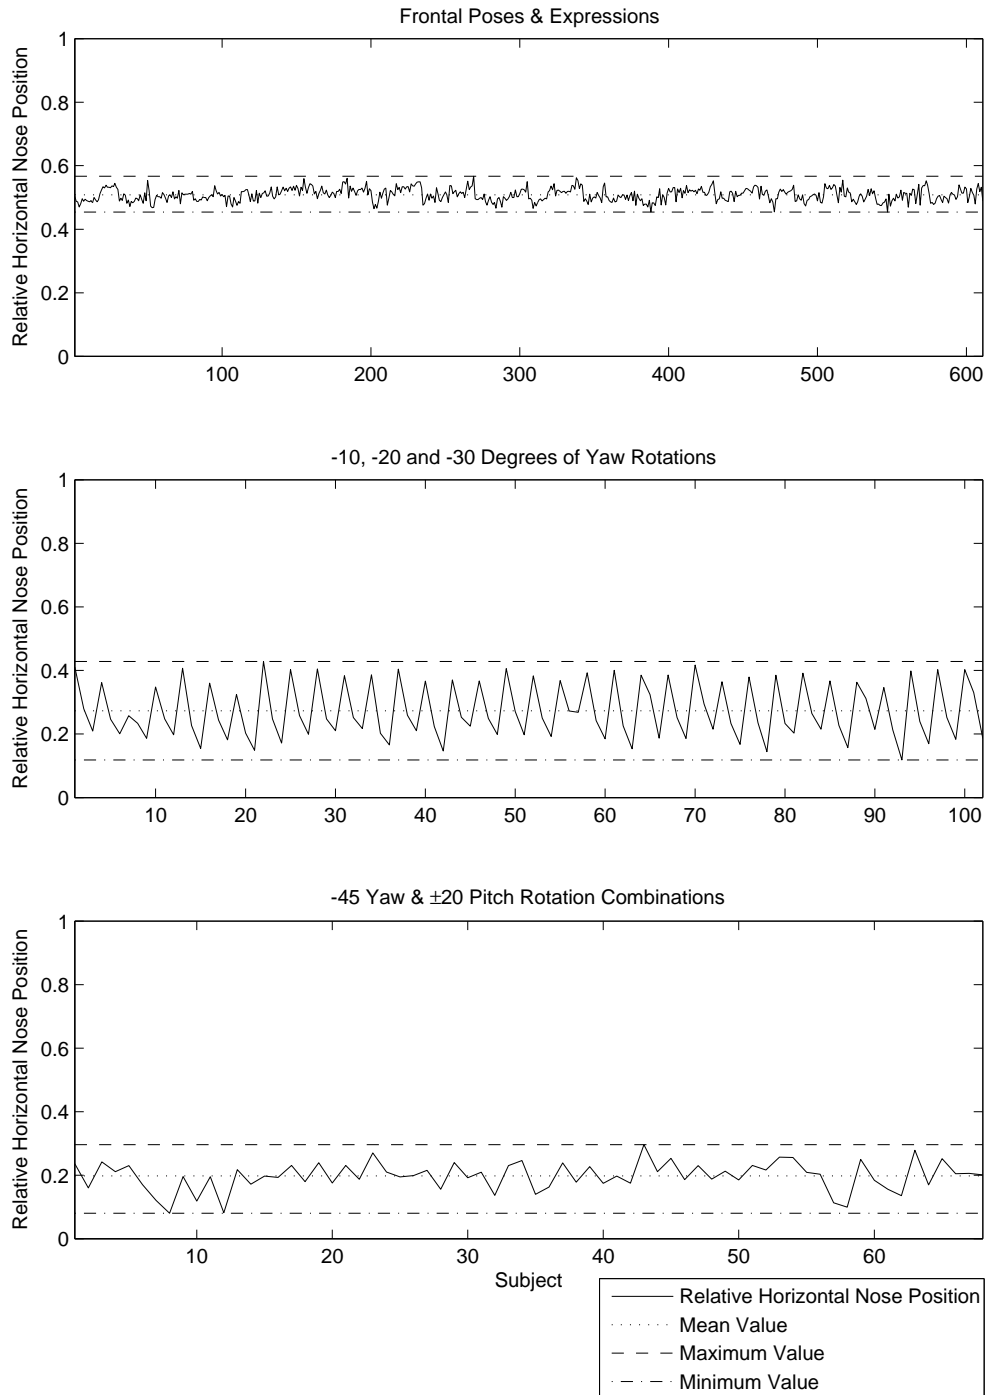 Frontal Poses & Expressions
Relative Horizontal Nose Position
1
0.8
0.6
0.4
0.2
0
100 200 300 400 500 600
-10, -20 and -30 Degrees of Yaw Rotations
Relative Horizontal Nose Position
1
0.8
0.6
0.4
0.2
0
10 20 30 40 50 60 70 80 90 100
-45 Yaw & ±20 Pitch Rotation Combinations
Relative Horizontal Nose Position
1
0.8
0.6
0.4
0.2
0
10 20 30 40 50 60
Subject
Relative Horizontal Nose Position
Mean Value
Maximum Value
Minimum Value